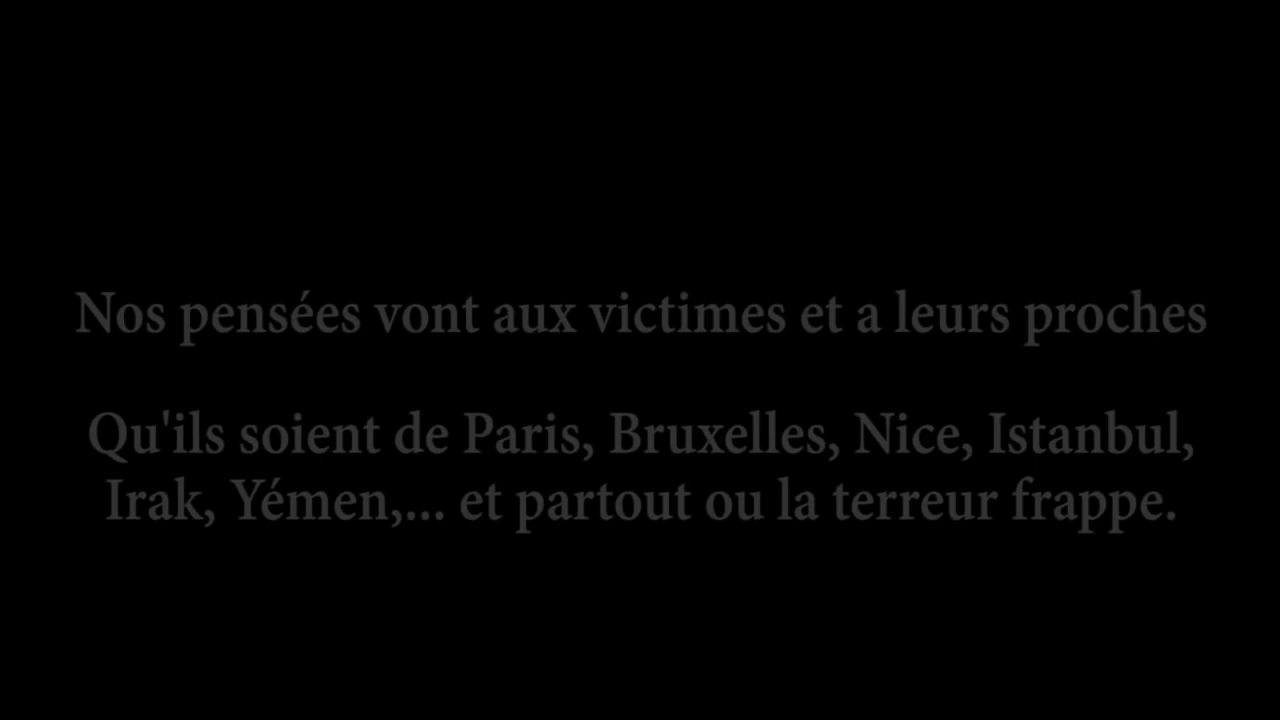 Nos pensées vont aux victimes et a leurs proches
Qu'ils soient de Paris, Bruxelles, Nice, Istanbul,
Irak, Yémen,... et partout ou la terreur frappe.